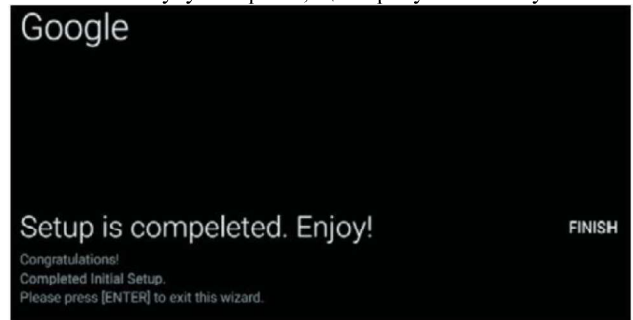 Google
Setup is compeleted. Enjoy!
FINISH
Congratulations!
Completed Initial Setup.
Please press [ENTER] to exit this wizard.